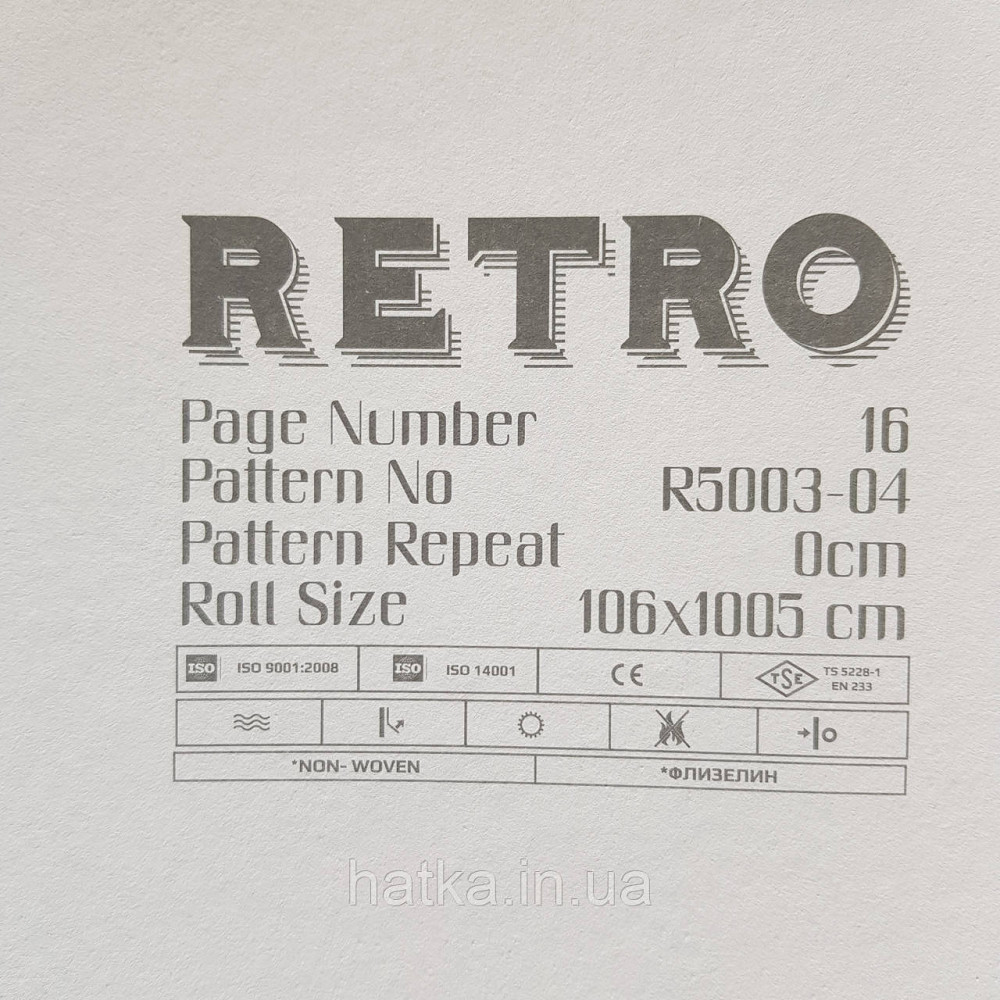 RETRO
Page Number 16
Pattern No R5003-04
Pattern Repeat 0cm
Roll Size 106x1005 cm
ISO ISO 9001:2008 ISO ISO 14001 CE TSE TS 5228-1
EN 233
*NON- WOVEN *ФЛИЗЕЛИН
hatka.in.ua